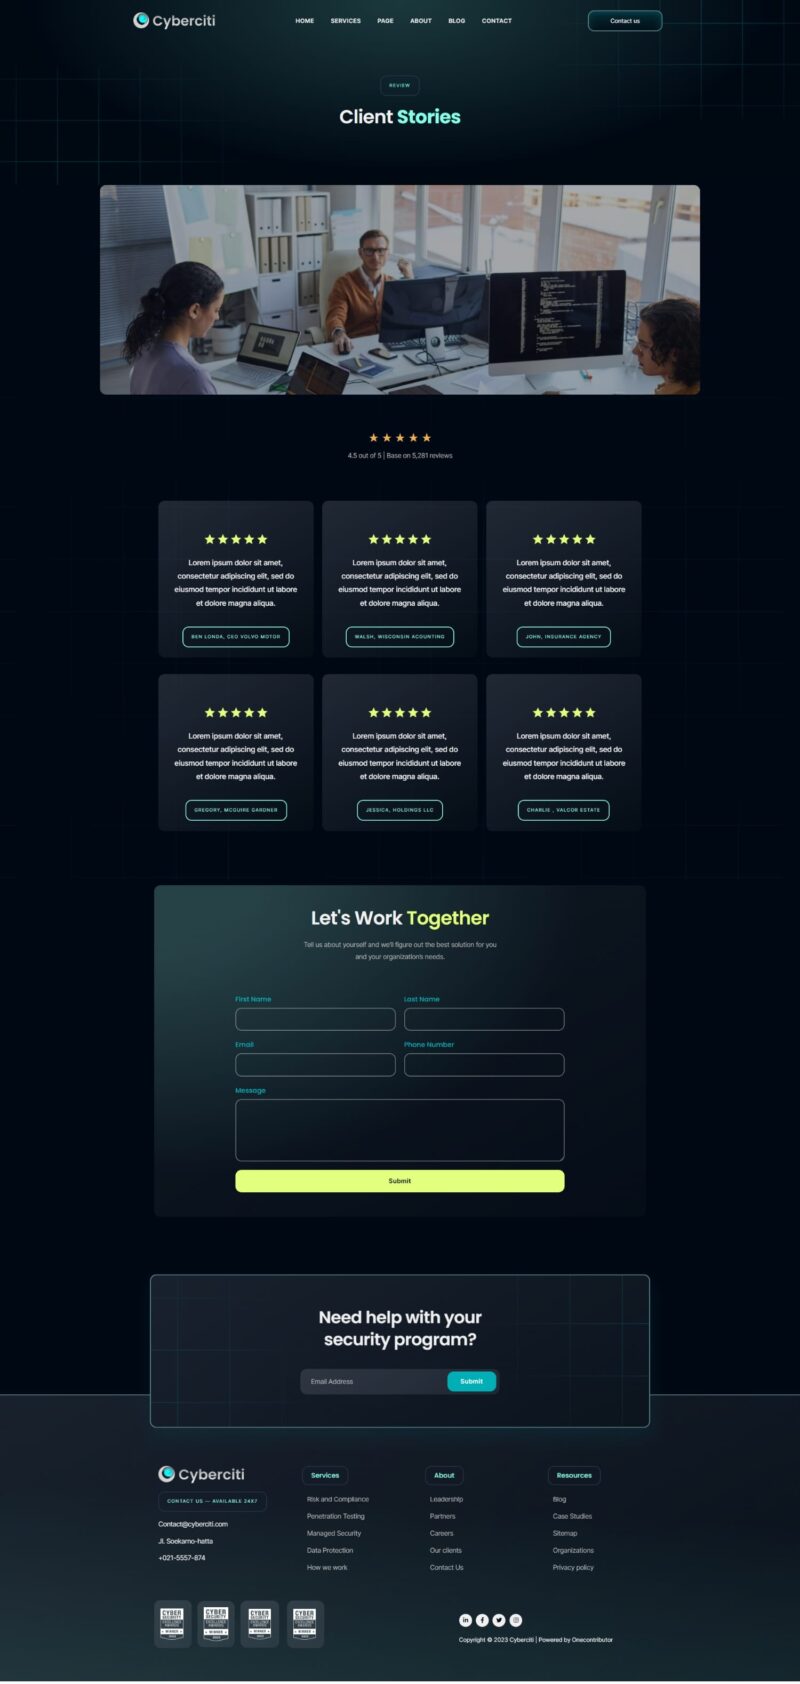 Cyberciti
HOME SERVICES PAGE ABOUT BLOG CONTACT
Contact us
REVIEW
Client Stories
4.5 out of 5 | Base on 5,281 reviews
Lorem ipsum dolor sit amet,
consectetur adipiscing elit, sed do
eiusmod tempor incididunt ut labore
et dolore magna aliqua.
BEN LONDA, CEO VOLVO MOTOR
Lorem ipsum dolor sit amet,
consectetur adipiscing elit, sed do
eiusmod tempor incididunt ut labore
et dolore magna aliqua.
WALSH, WISCONSIN ACOUNTING
Lorem ipsum dolor sit amet,
consectetur adipiscing elit, sed do
eiusmod tempor incididunt ut labore
et dolore magna aliqua.
JOHN, INSURANCE AGENCY
Lorem ipsum dolor sit amet,
consectetur adipiscing elit, sed do
eiusmod tempor incididunt ut labore
et dolore magna aliqua.
GREGORY, MCGUIRE GARDNER
Lorem ipsum dolor sit amet,
consectetur adipiscing elit, sed do
eiusmod tempor incididunt ut labore
et dolore magna aliqua.
JESSICA, HOLDINGS LLC
Lorem ipsum dolor sit amet,
consectetur adipiscing elit, sed do
eiusmod tempor incididunt ut labore
et dolore magna aliqua.
CHARLIE , VALCOR ESTATE
Let's Work Together
Tell us about yourself and we'll figure out the best solution for you
and your organization's needs.
First Name
Last Name
Email
Phone Number
Message
Submit
Need help with your
security program?
Email Address
Submit
Cyberciti
CONTACT US — AVAILABLE 24X7
Contact@cyberciti.com
Jl. Soekarno-hatta
+021-5557-874
Services
Risk and Compliance
Penetration Testing
Managed Security
Data Protection
How we work
About
Leadership
Partners
Careers
Our clients
Contact Us
Resources
Blog
Case Studies
Sitemap
Organizations
Privacy policy
CYBER
SECURITY
EXCELLENCE
AWARDS
WINNER
CYBER
SECURITY
EXCELLENCE
AWARDS
WINNER
CYBER
SECURITY
EXCELLENCE
AWARDS
WINNER
CYBER
SECURITY
EXCELLENCE
AWARDS
WINNER
Copyright © 2023 Cyberciti | Powered by Onecontributor